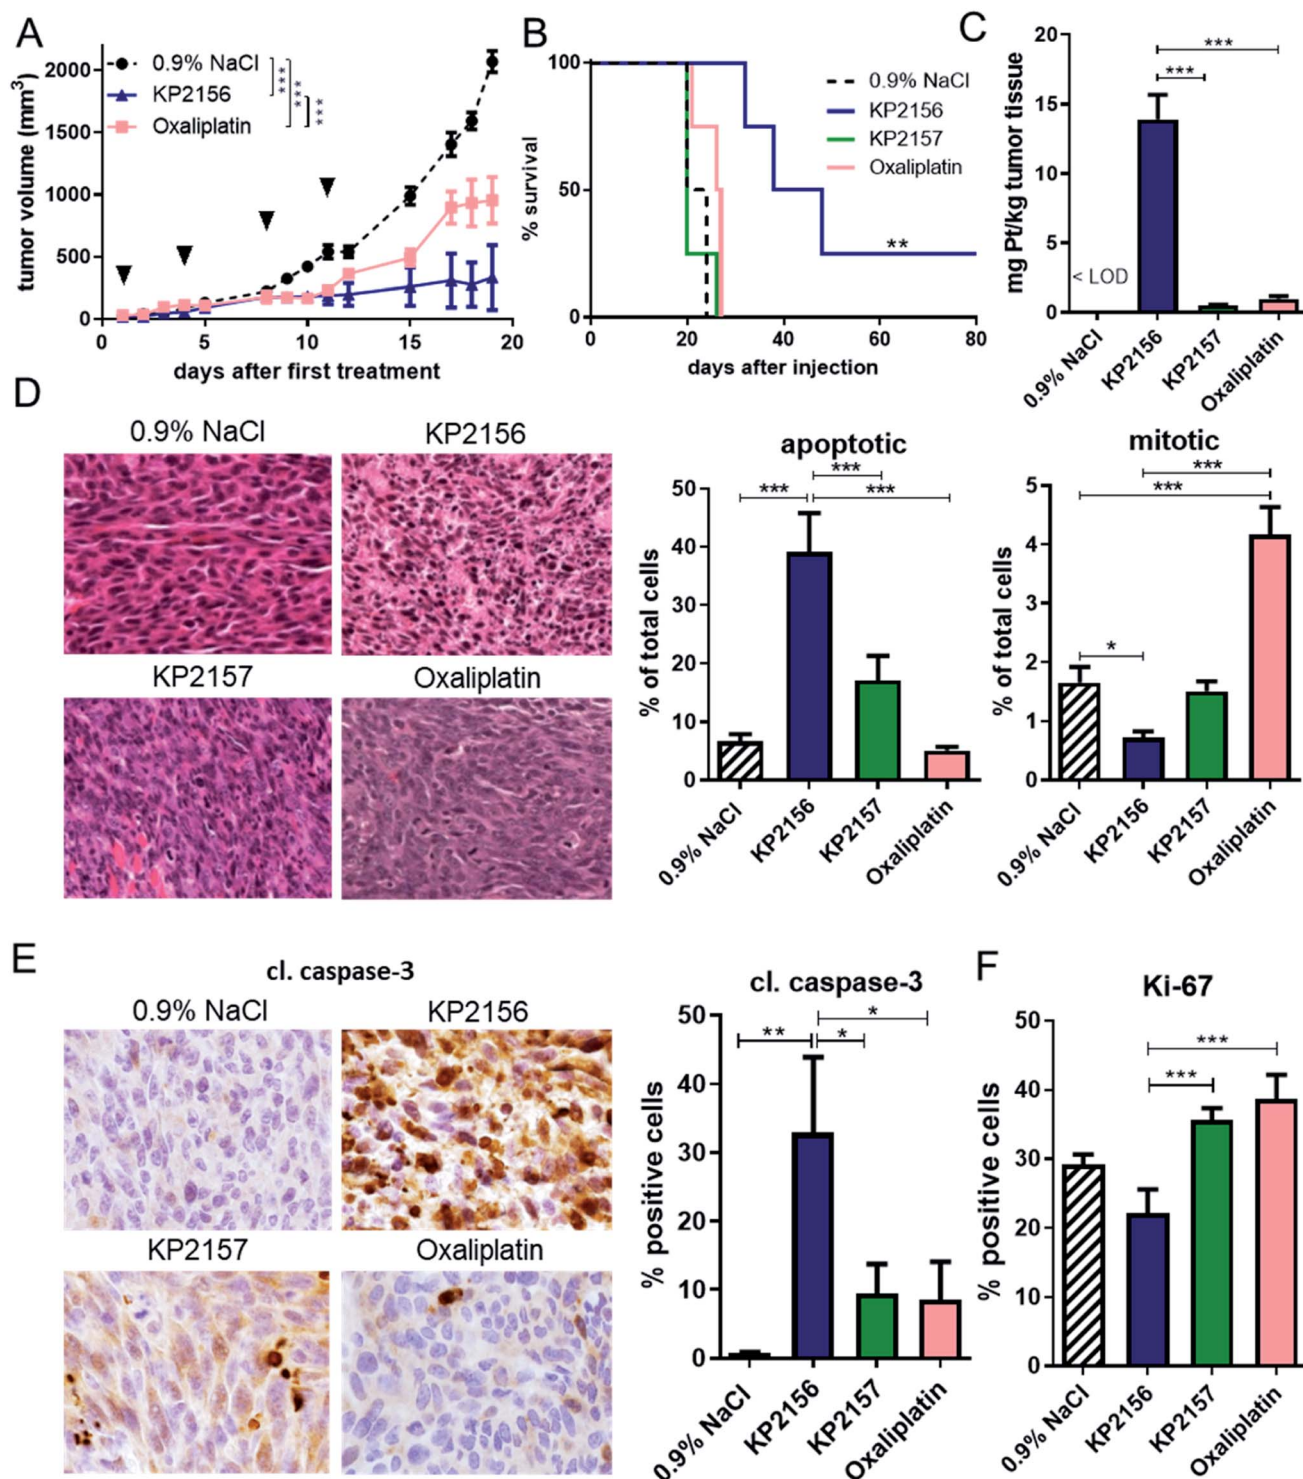 A
tumor volume (mm³)
2000
1500
1000
500
0
0.9% NaCl
KP2156
Oxaliplatin
***
***
***
0
5
10
15
20
days after first treatment
B
% survival
100
50
0
0.9% NaCl
KP2156
KP2157
Oxaliplatin
**
0
20
40
60
80
days after injection
C
mg Pt/kg tumor tissue
20
15
10
5
0
***
***
< LOD
0.9% NaCl
KP2156
KP2157
Oxaliplatin
D
0.9% NaCl
KP2156
KP2157
Oxaliplatin
apoptotic
% of total cells
50
40
30
20
10
0
***
***
***
0.9% NaCl
KP2156
KP2157
Oxaliplatin
mitotic
% of total cells
5
4
3
2
1
0
***
***
*
0.9% NaCl
KP2156
KP2157
Oxaliplatin
E
cl. caspase-3
0.9% NaCl
KP2156
KP2157
Oxaliplatin
cl. caspase-3
% positive cells
50
40
30
20
10
0
*
**
*
0.9% NaCl
KP2156
KP2157
Oxaliplatin
F
Ki-67
% positive cells
50
40
30
20
10
0
***
***
0.9% NaCl
KP2156
KP2157
Oxaliplatin